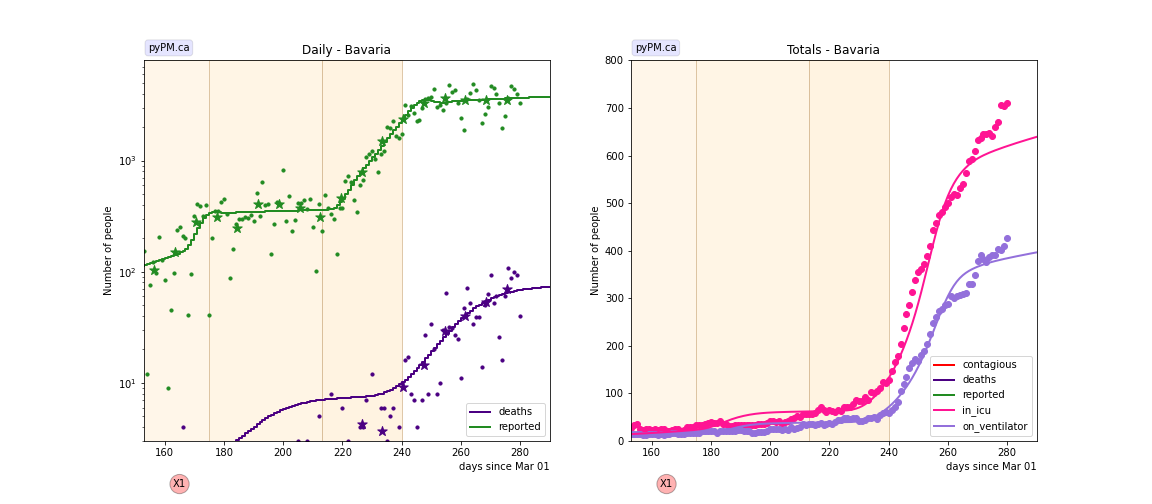 pyPM.ca
Daily - Bavaria
Number of people
10³
10²
10¹
160 180 200 220 240 260 280
days since Mar 01
deaths
reported
X1
pyPM.ca
Totals - Bavaria
Number of people
800
700
600
500
400
300
200
100
0
160 180 200 220 240 260 280
days since Mar 01
contagious
deaths
reported
in_icu
on_ventilator
X1